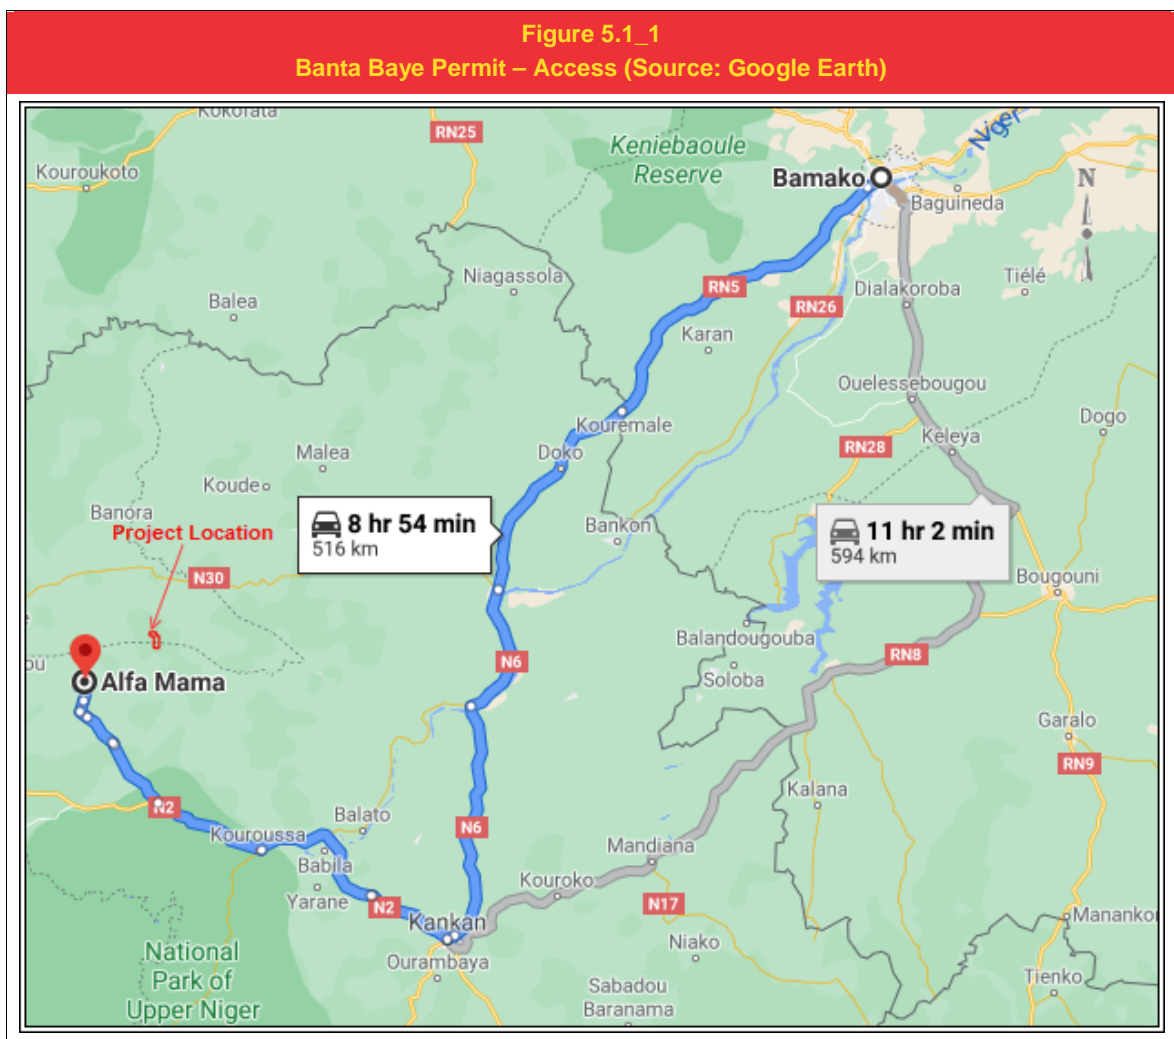 Figure 5.1_1
Banta Baye Permit – Access (Source: Google Earth)
Kokofata
RN25
Niger
Kouroukoto
Keniebaoule
Reserve
Bamako
N
Baguineda
Niagassola
Tiélé
RN5
Dialakoroba
Balea
RN26
Karan
Ouelessebougou
Dogo
Kouremale
Keleya
RN28
Malea
Doko
Koude
Banora
Project Location
8 hr 54 min
516 km
Bankon
11 hr 2 min
594 km
N30
Bougouni
Balandougouba
ou
N6
RN8
Soloba
Alfa Mama
Garalo
RN9
Kalana
N2
Balato
N6
Kouroussa
Mandiana
Babila
Kouroko
Yarane
N2
N17
Kankan
Manankor
Niako
National
Park of
Upper Niger
Ourambaya
Tienko
Sabadou
Baranama